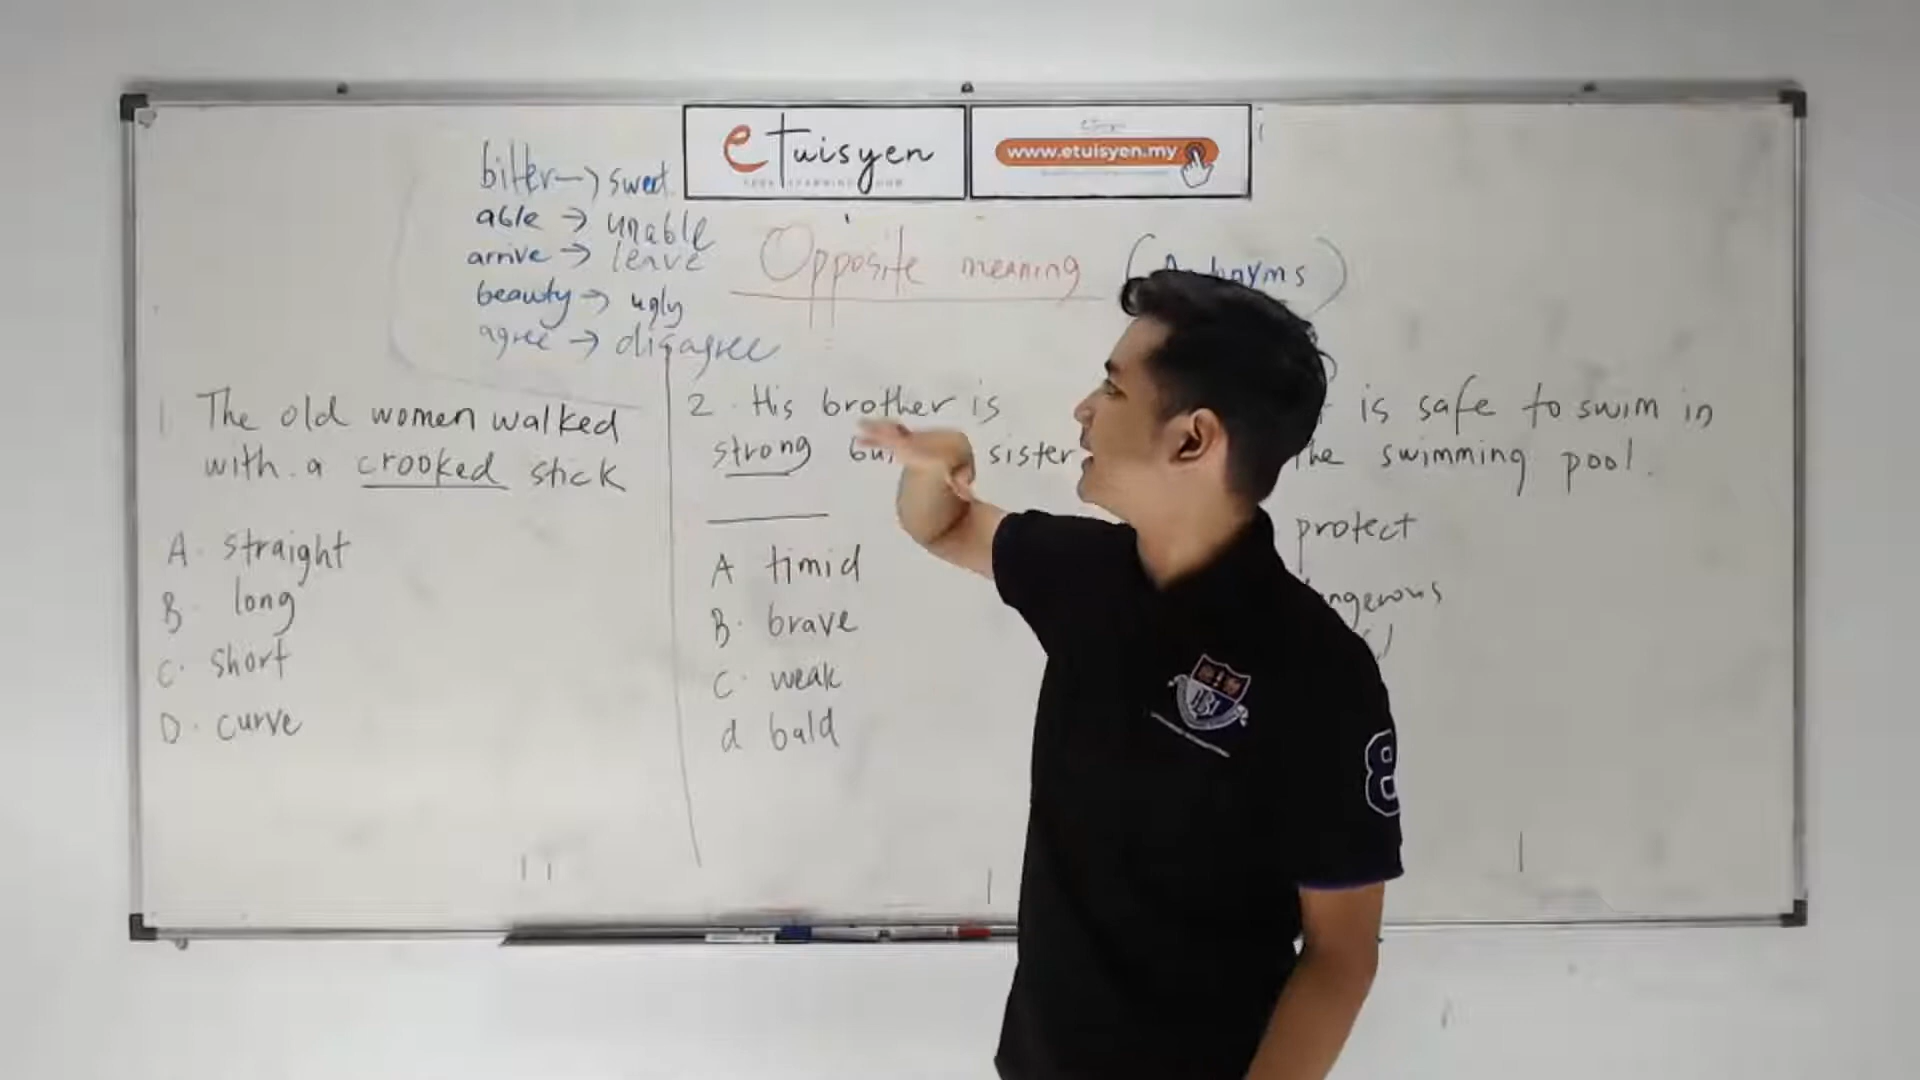 eTuisyen
www.etuisyen.my
bitter → sweet
able → unable
arrive → leave
beauty → ugly
agree → disagree
Opposite meaning
1 The old women walked
with a crooked stick
A. straight
B. long
C. short
D. curve
2. His brother is
strong sister
A timid
B. brave
C. weak
d bald
is safe to swim in
the swimming pool.
protect
8